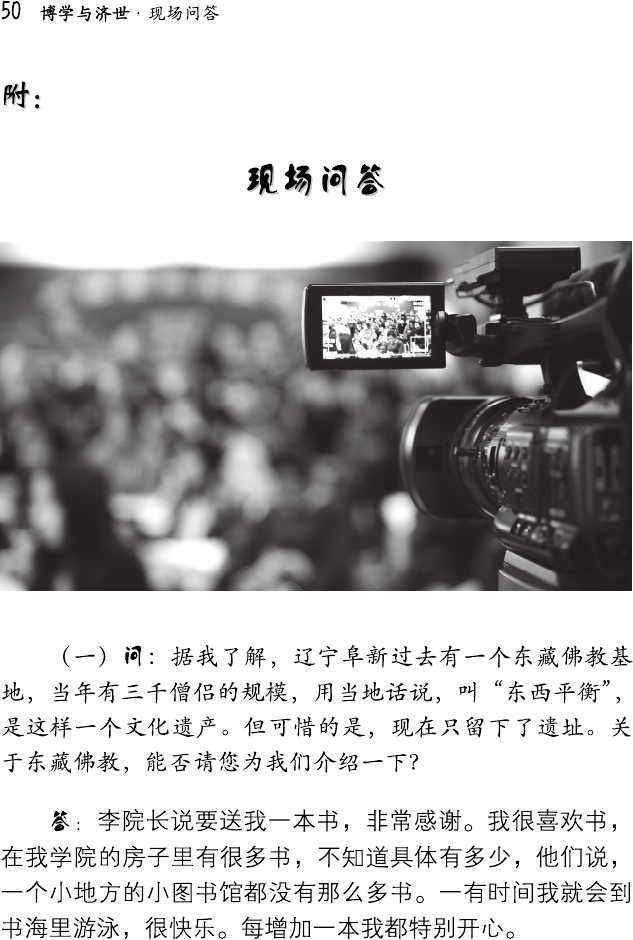 50 博学与济世·现场问答
附：
现场问答
（一）问：据我了解，辽宁阜新过去有一个东藏佛教基
地，当年有三千僧侣的规模，用当地话说，叫“东西平衡”，
是这样一个文化遗产。但可惜的是，现在只留下了遗址。关
于东藏佛教，能否请您为我们介绍一下？
答：李院长说要送我一本书，非常感谢。我很喜欢书，
在我学院的房子里有很多书，不知道具体有多少，他们说，
一个小地方的小图书馆都没有那么多书。一有时间我就会到
书海里游泳，很快乐。每增加一本我都特别开心。